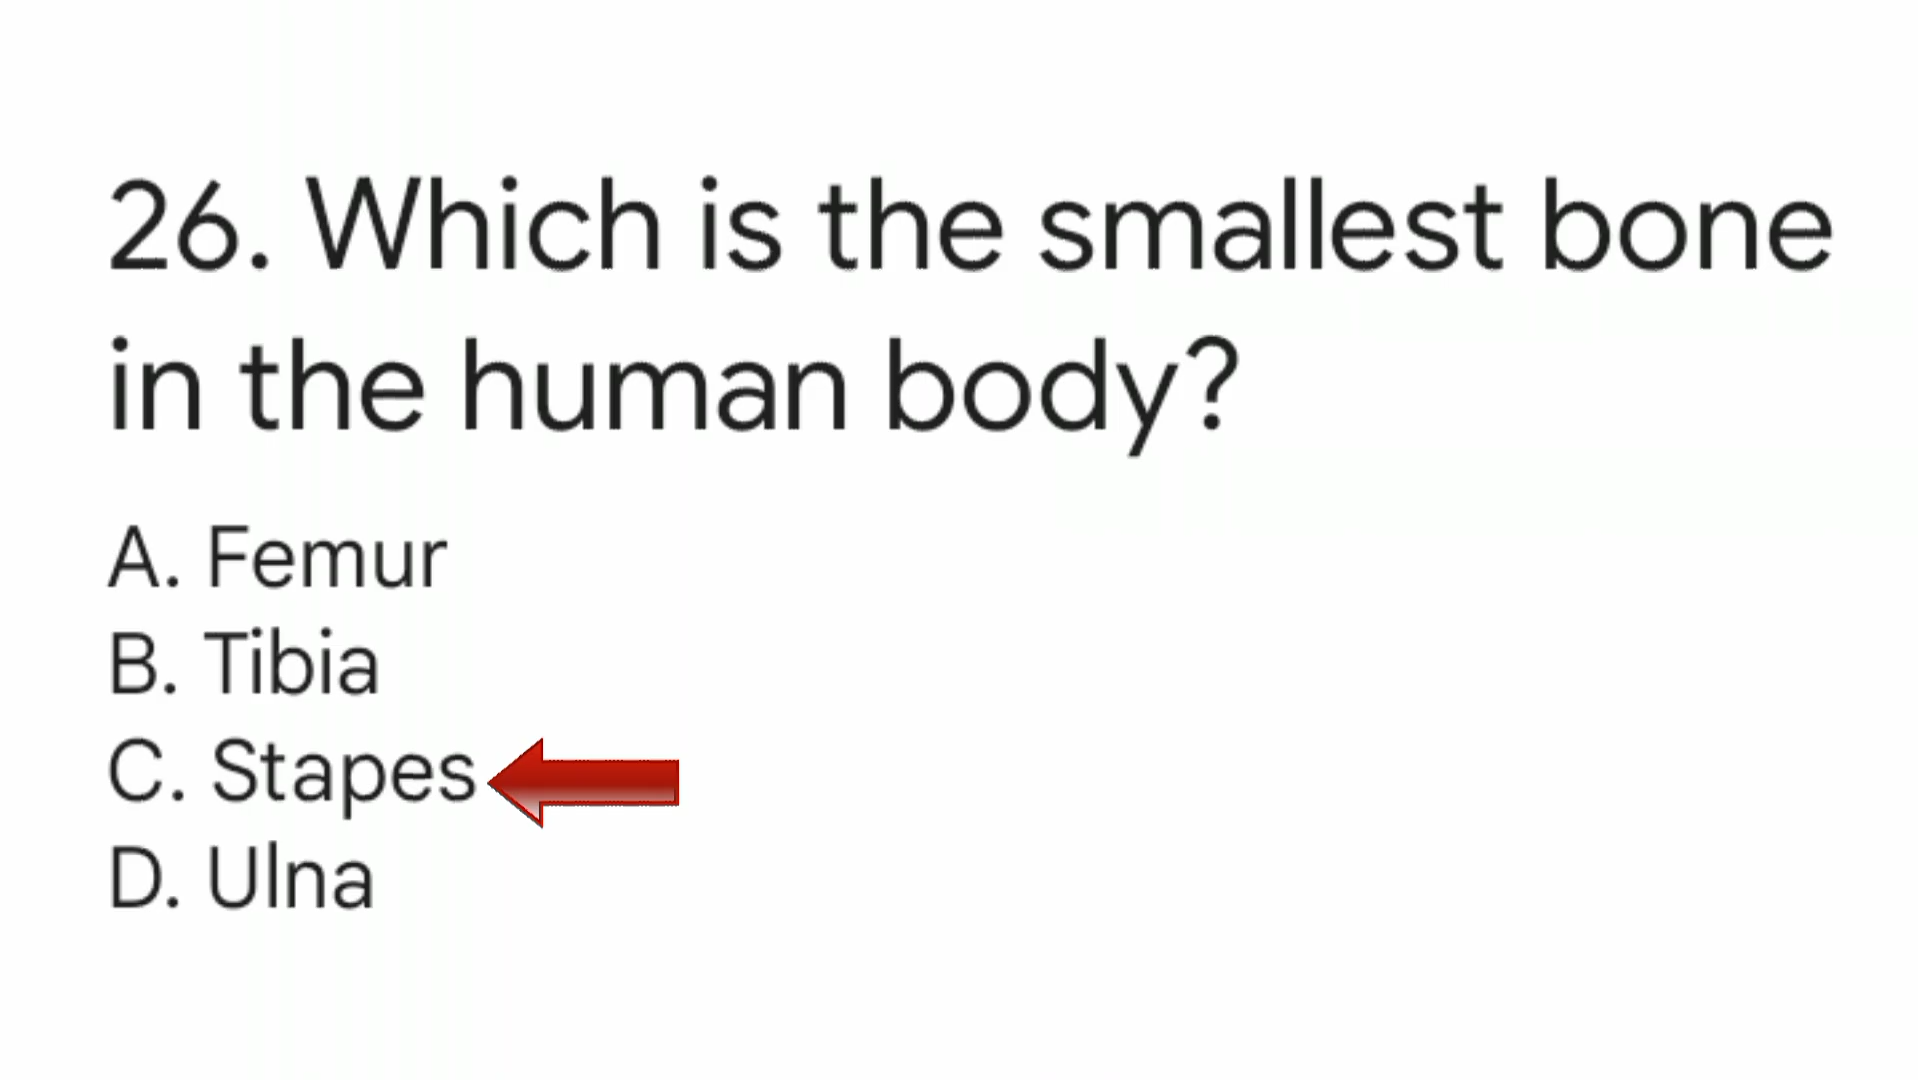 26. Which is the smallest bone
in the human body?
A. Femur
B. Tibia
C. Stapes
D. Ulna